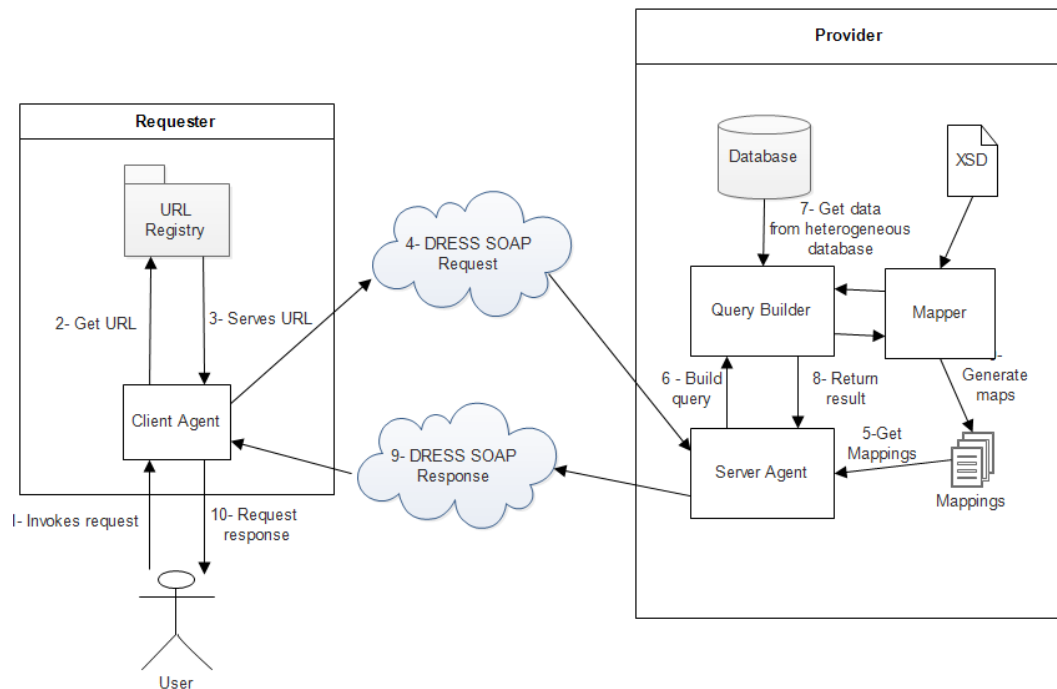 Provider
Requester
Database
XSD
URL
Registry
7- Get data
from heterogeneous
database
4- DRESS SOAP
Request
2- Get URL
3- Serves URL
Query Builder
Mapper
Generate
maps
6 - Build
query
8- Return
result
Client Agent
5-Get
Mappings
9- DRESS SOAP
Response
Server Agent
Mappings
- Invokes request
10- Request
response
User